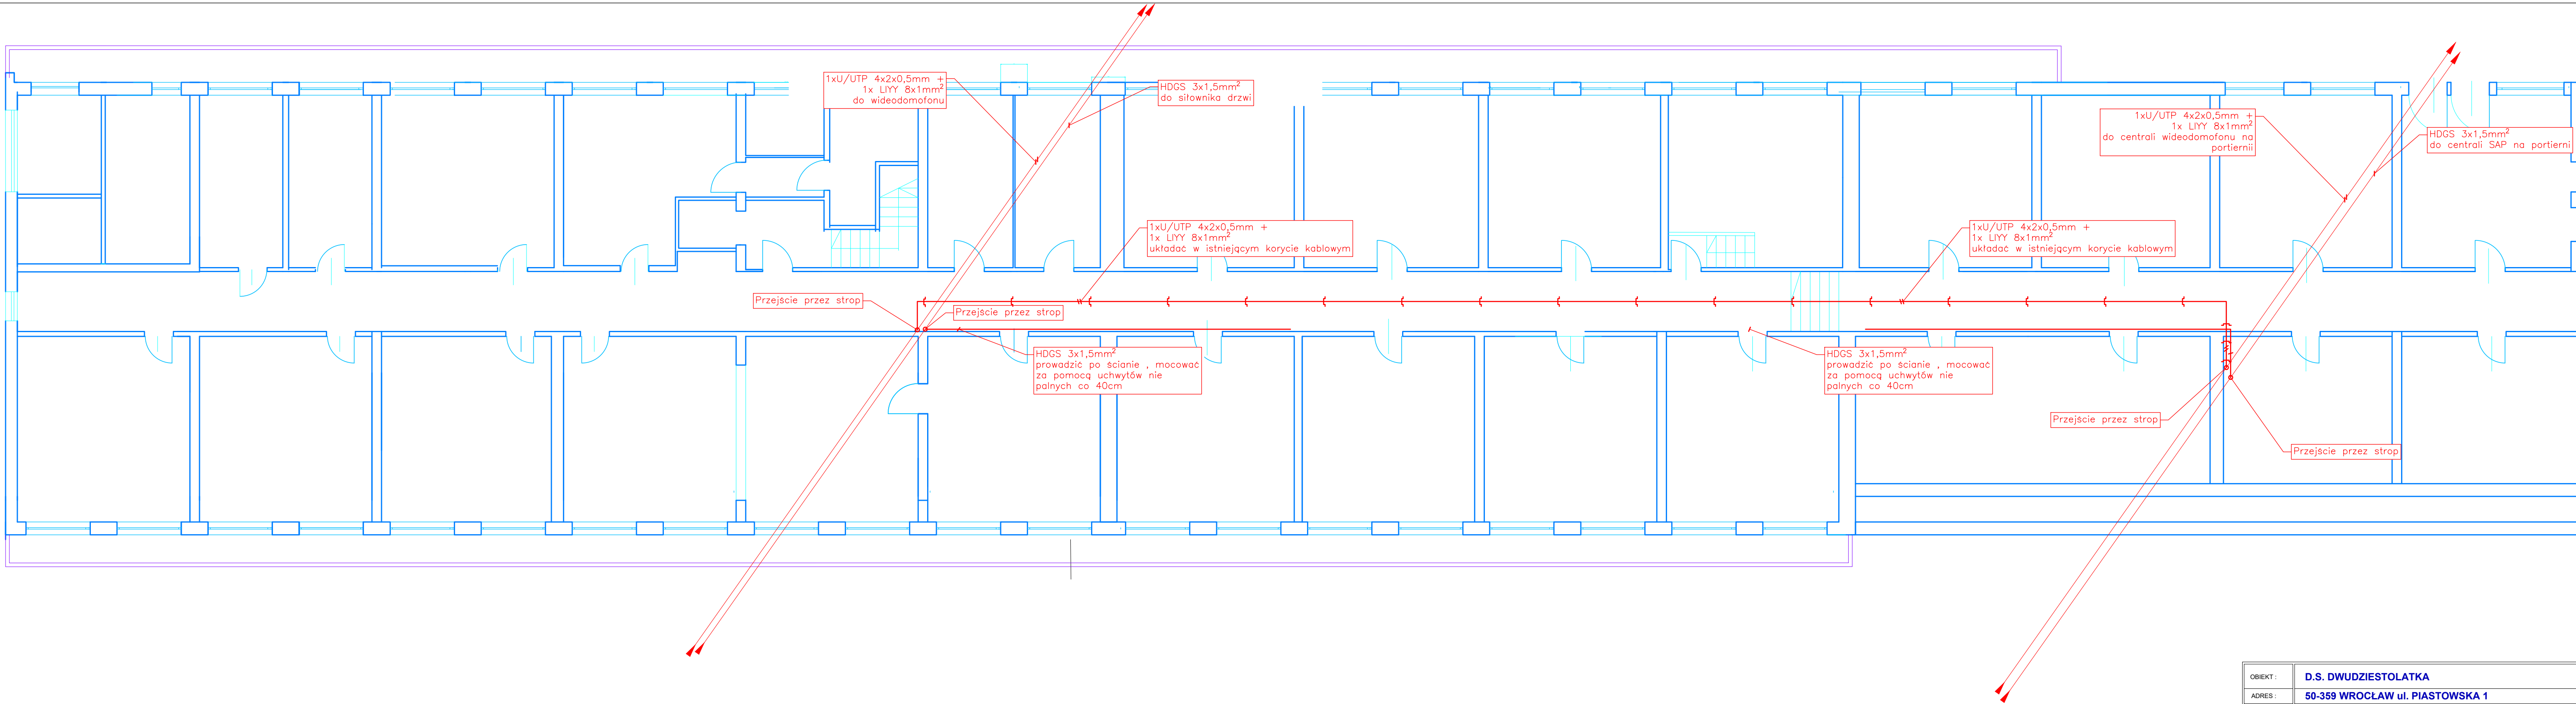 1xU/UTP 4x2x0,5mm +
1x LIYY 8x1mm²
do wideodomofonu
HDGS 3x1,5mm²
do siłownika drzwi
1xU/UTP 4x2x0,5mm +
1x LIYY 8x1mm²
do centrali wideodomofonu na
portiernii
HDGS 3x1,5mm²
do centrali SAP na portierni
1xU/UTP 4x2x0,5mm +
1x LIYY 8x1mm²
układać w istniejącym korycie kablowym
1xU/UTP 4x2x0,5mm +
1x LIYY 8x1mm²
układać w istniejącym korycie kablowym
Przejście przez strop
Przejście przez strop
HDGS 3x1,5mm²
prowadzić po ścianie , mocować
za pomocą uchwytów nie
palnych co 40cm
HDGS 3x1,5mm²
prowadzić po ścianie , mocować
za pomocą uchwytów nie
palnych co 40cm
Przejście przez strop
Przejście przez strop
OBIEKT : D.S. DWUDZIESTOLATKA
ADRES : 50-359 WROCŁAW ul. PIASTOWSKA 1